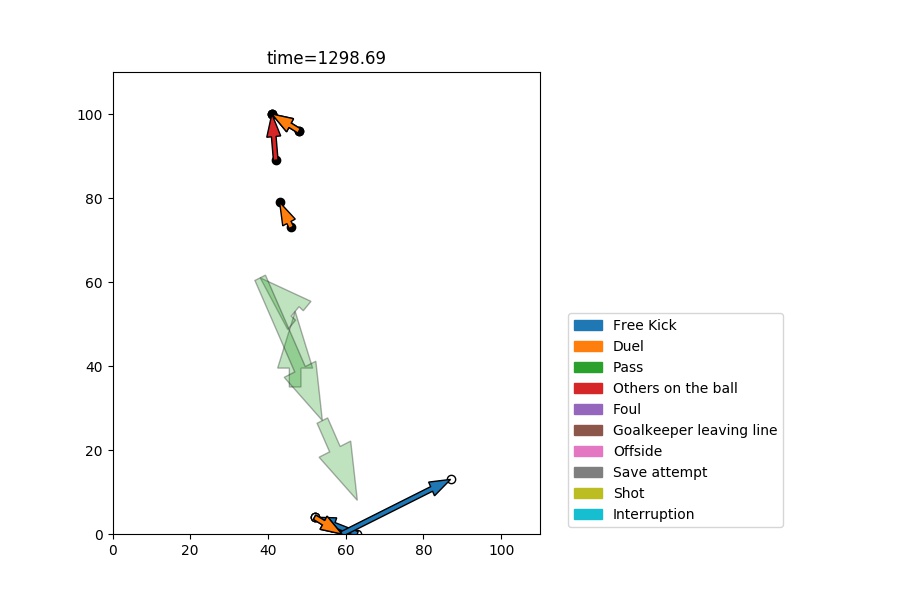 time=1298.69
100
80
60
40
20
0
0 20 40 60 80 100
Free Kick
Duel
Pass
Others on the ball
Foul
Goalkeeper leaving line
Offside
Save attempt
Shot
Interruption